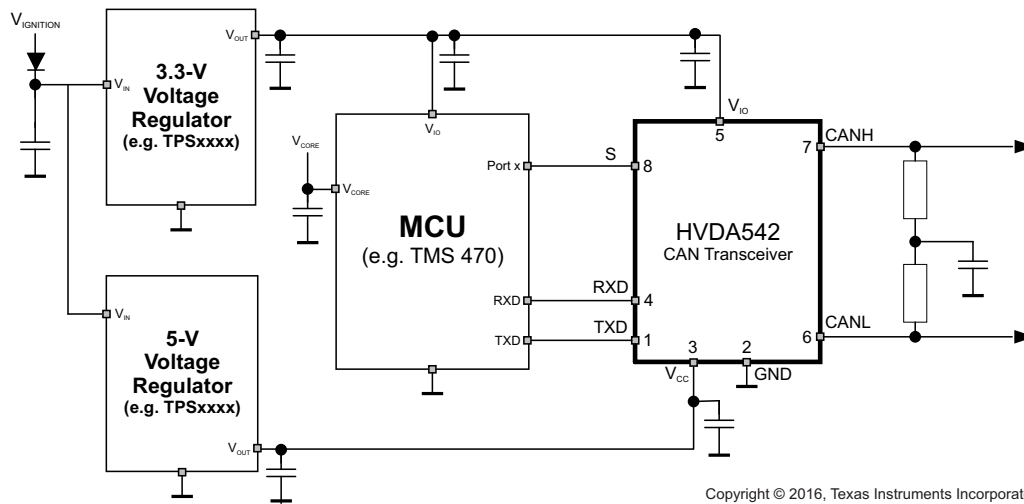 VIGNITION
VOUT
VIN
3.3-V
Voltage
Regulator
(e.g. TPSxxxx)
VIO
VIO
5
VCORE
VCORE
Port x
S
8
MCU
(e.g. TMS 470)
RXD
RXD
4
TXD
TXD
1
HVDA542
CAN Transceiver
7
CANH
6
CANL
3
VCC
2
GND
VIN
5-V
Voltage
Regulator
(e.g. TPSxxxx)
VOUT
Copyright © 2016, Texas Instruments Incorporat